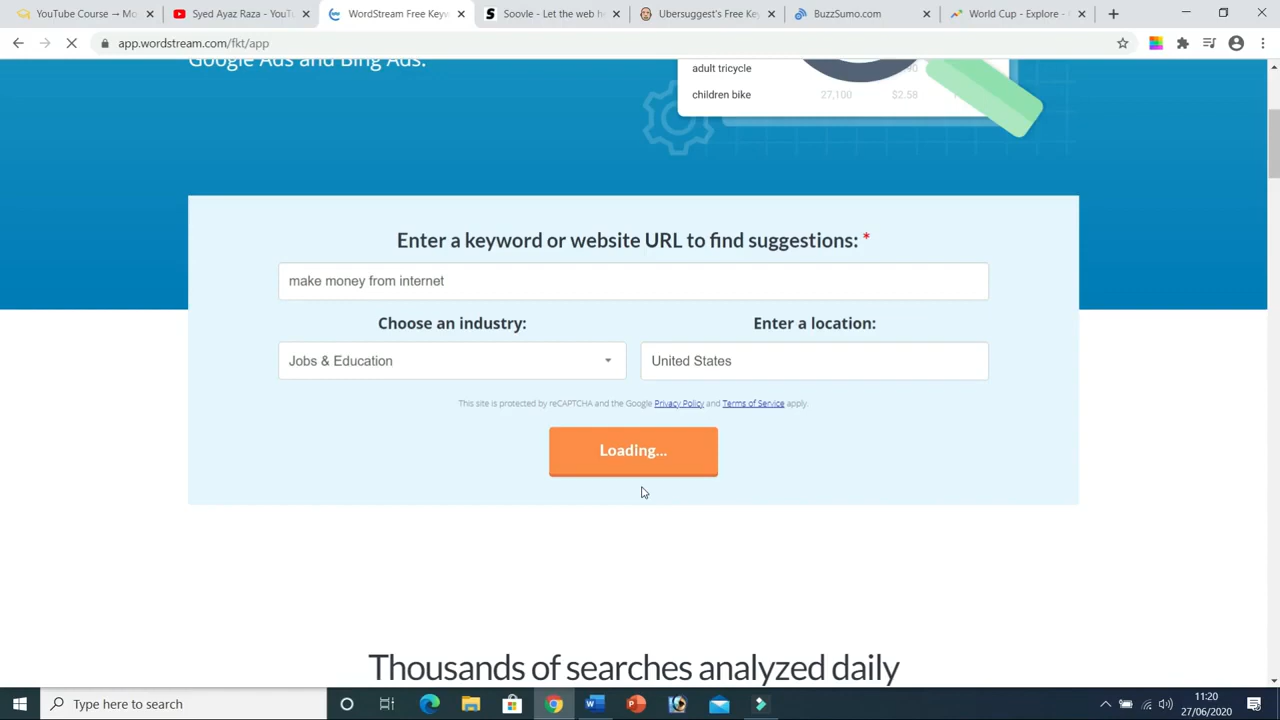 YouTube Course → Mo
Syed Ayaz Raza - YouTu
WordStream Free Keyw
Soovle - Let the web h
Ubersuggest's Free Key
BuzzSumo.com
World Cup - Explore -
app.wordstream.com/fkt/app
Google Ads and Bing Ads.
adult tricycle
children bike 27,100 $2.58
Enter a keyword or website URL to find suggestions: *
make money from internet
Choose an industry:
Enter a location:
Jobs & Education
United States
This site is protected by reCAPTCHA and the Google Privacy Policy and Terms of Service apply.
Loading...
Thousands of searches analyzed daily
Type here to search
11:20
27/06/2020